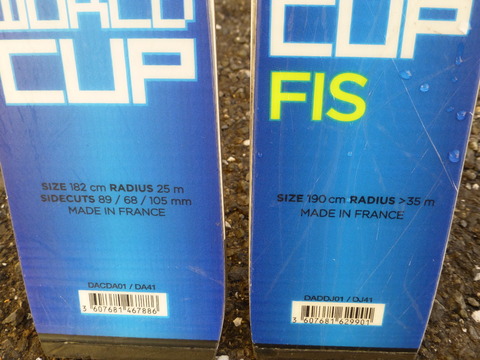 WORLD
CUP
SIZE 182 cm RADIUS 25 m
SIDECUTS 89 / 68 / 105 mm
MADE IN FRANCE
DACDA01 / DA41
3 607681 467886
CUP
FIS
SIZE 190 cm RADIUS >35 m
MADE IN FRANCE
DADDJ01 / DJ41
3 607681 629901